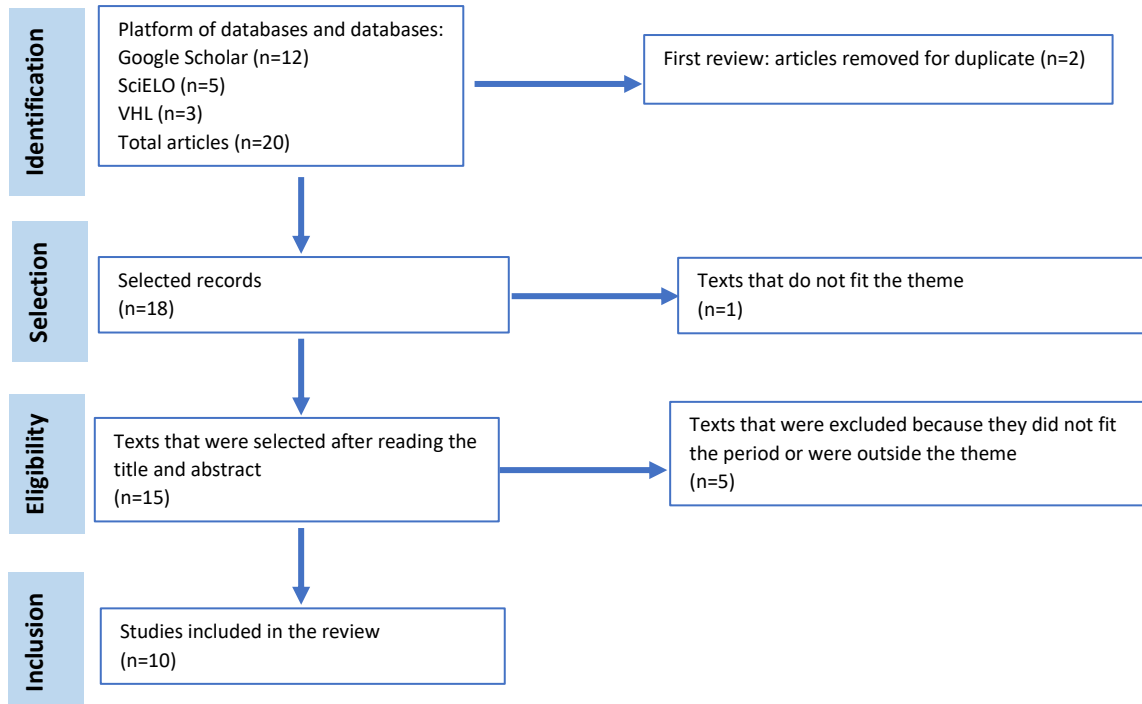 Identification
Platform of databases and databases:
Google Scholar (n=12)
SciELO (n=5)
VHL (n=3)
Total articles (n=20)
First review: articles removed for duplicate (n=2)
Selection
Selected records
(n=18)
Texts that do not fit the theme
(n=1)
Eligibility
Texts that were selected after reading the
title and abstract
(n=15)
Texts that were excluded because they did not fit
the period or were outside the theme
(n=5)
Inclusion
Studies included in the review
(n=10)